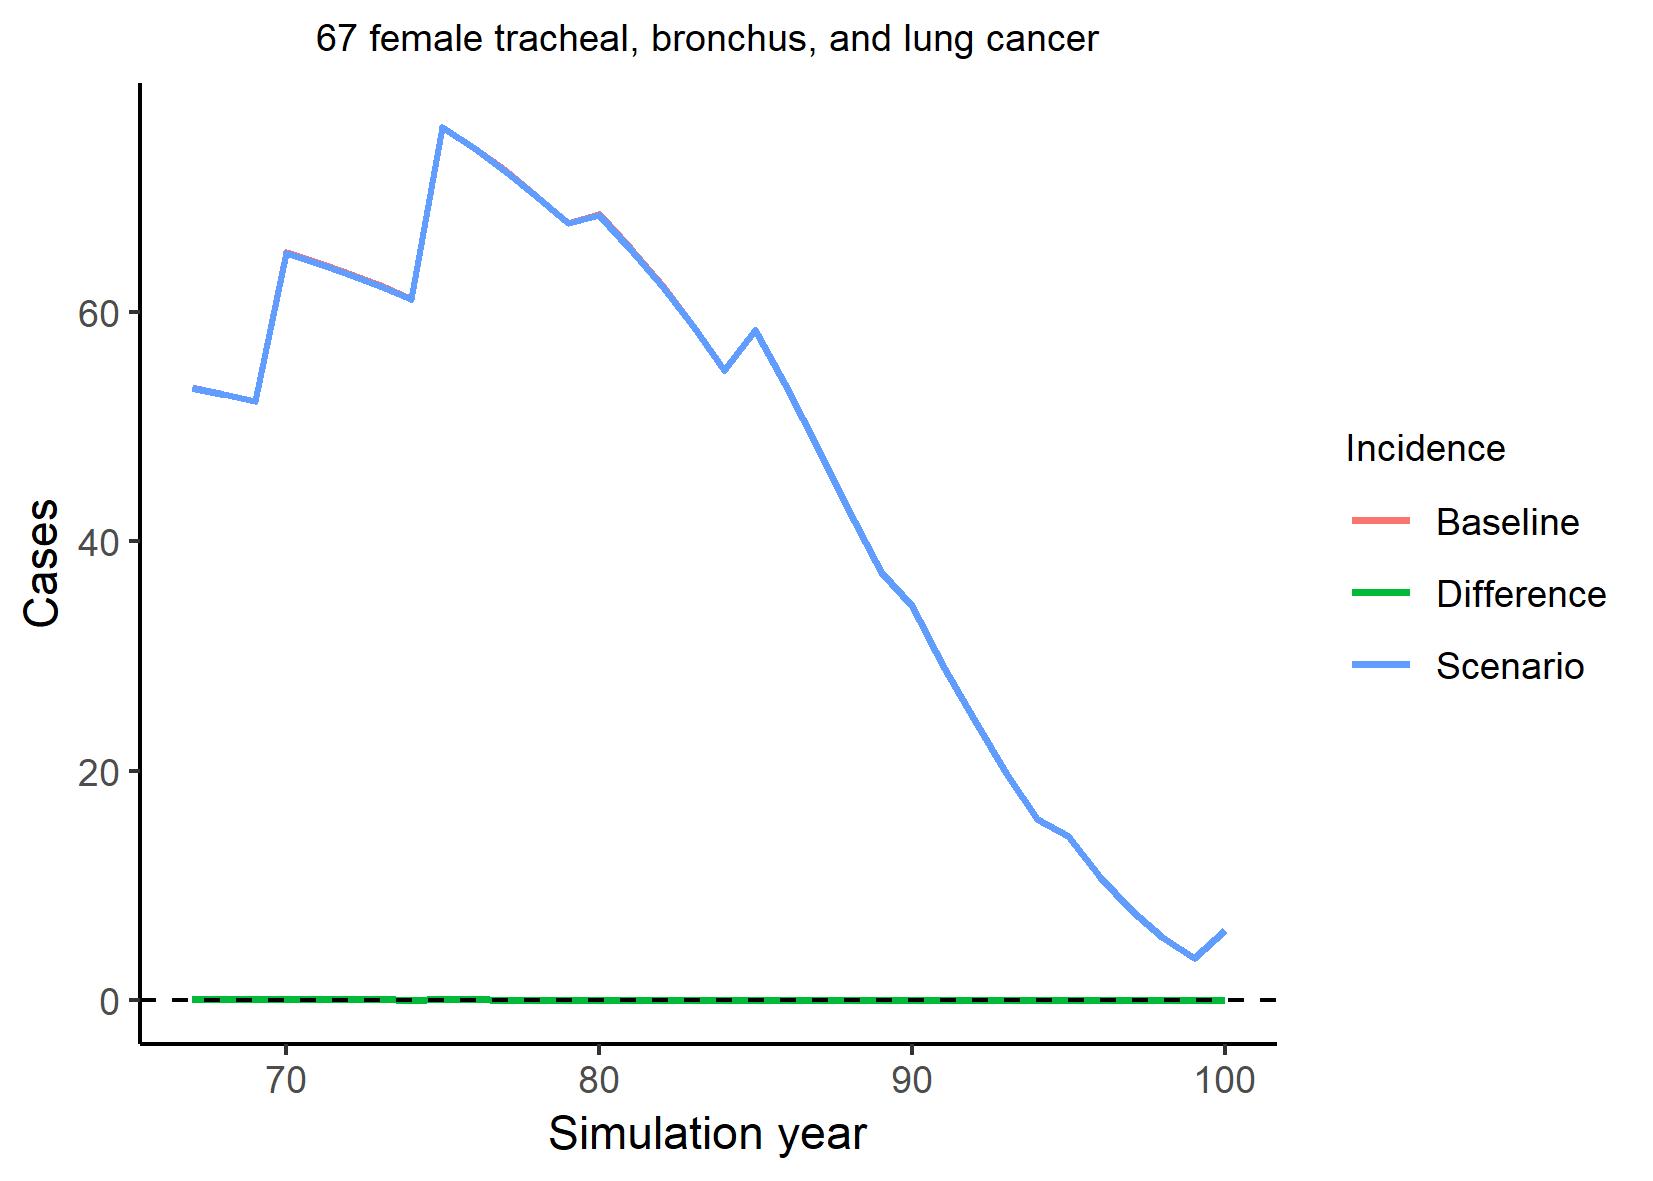 67 female tracheal, bronchus, and lung cancer
Cases
60
40
20
0
70 80 90 100
Simulation year
Incidence
Baseline
Difference
Scenario